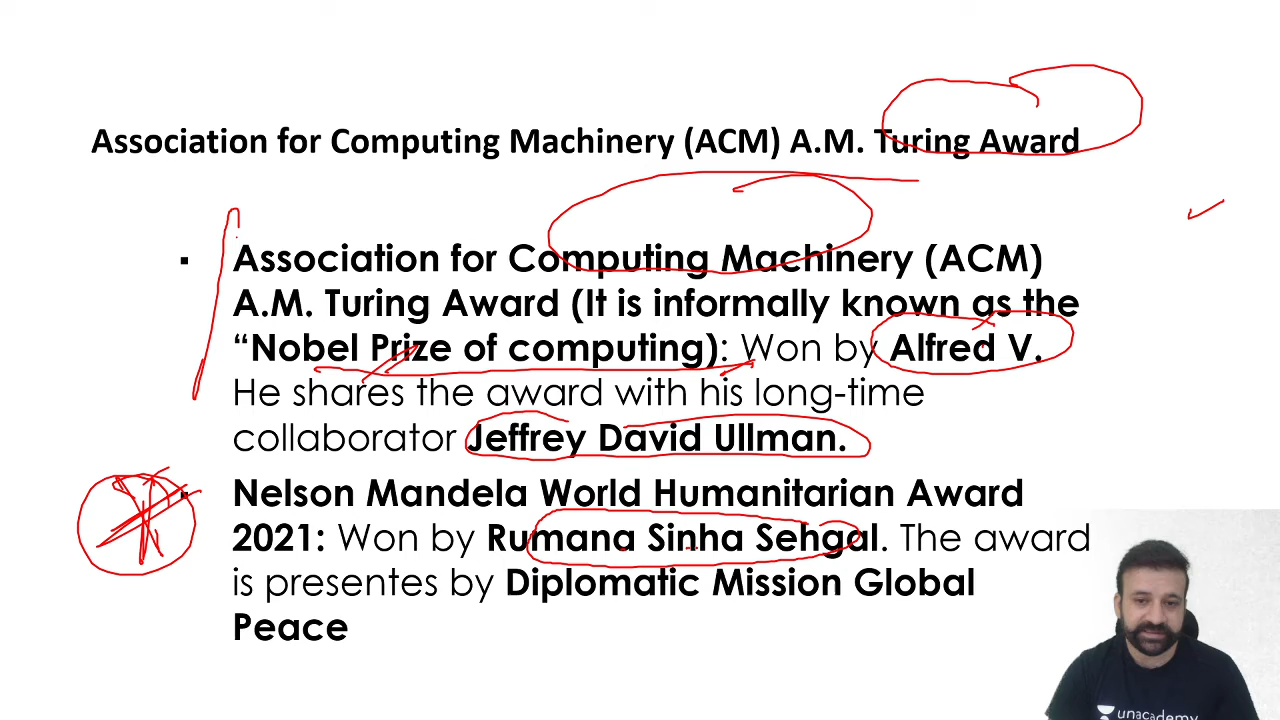 Association for Computing Machinery (ACM) A.M. Turing Award
▪ Association for Computing Machinery (ACM)
A.M. Turing Award (It is informally known as the
“Nobel Prize of computing): Won by Alfred V.
He shares the award with his long-time
collaborator Jeffrey David Ullman.
▪ Nelson Mandela World Humanitarian Award
2021: Won by Rumana Sinha Sehgal. The award
is presentes by Diplomatic Mission Global
Peace
unacademy